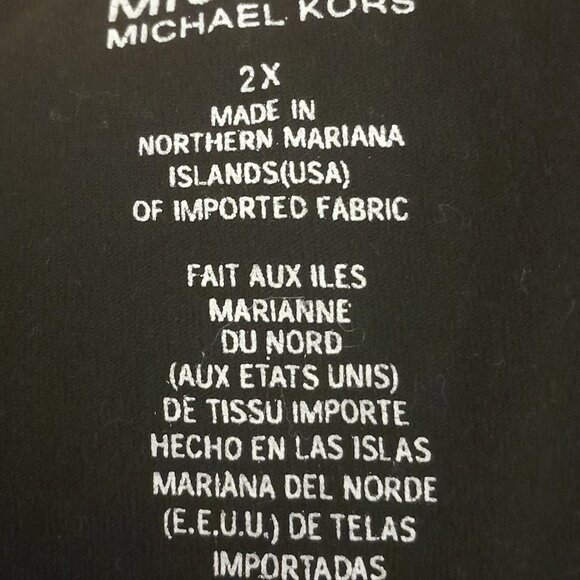 MICHAEL KORS
2X
MADE IN
NORTHERN MARIANA
ISLANDS(USA)
OF IMPORTED FABRIC
FAIT AUX ILES
MARIANNE
DU NORD
(AUX ETATS UNIS)
DE TISSU IMPORTE
HECHO EN LAS ISLAS
MARIANA DEL NORDE
(E.E.U.U.) DE TELAS
IMPORTADAS